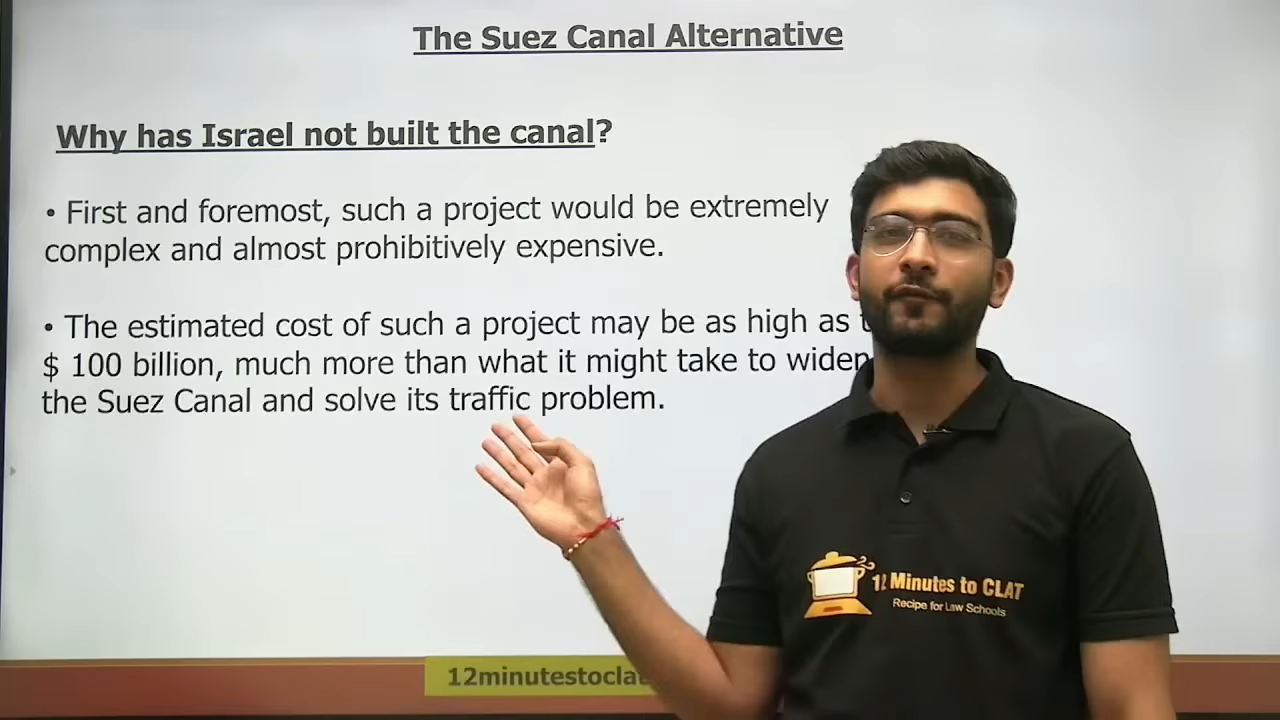 The Suez Canal Alternative
Why has Israel not built the canal?
• First and foremost, such a project would be extremely
complex and almost prohibitively expensive.
• The estimated cost of such a project may be as high as
$ 100 billion, much more than what it might take to widen
the Suez Canal and solve its traffic problem.
12 Minutes to CLAT
Recipe for Law Schools
12minutestocla